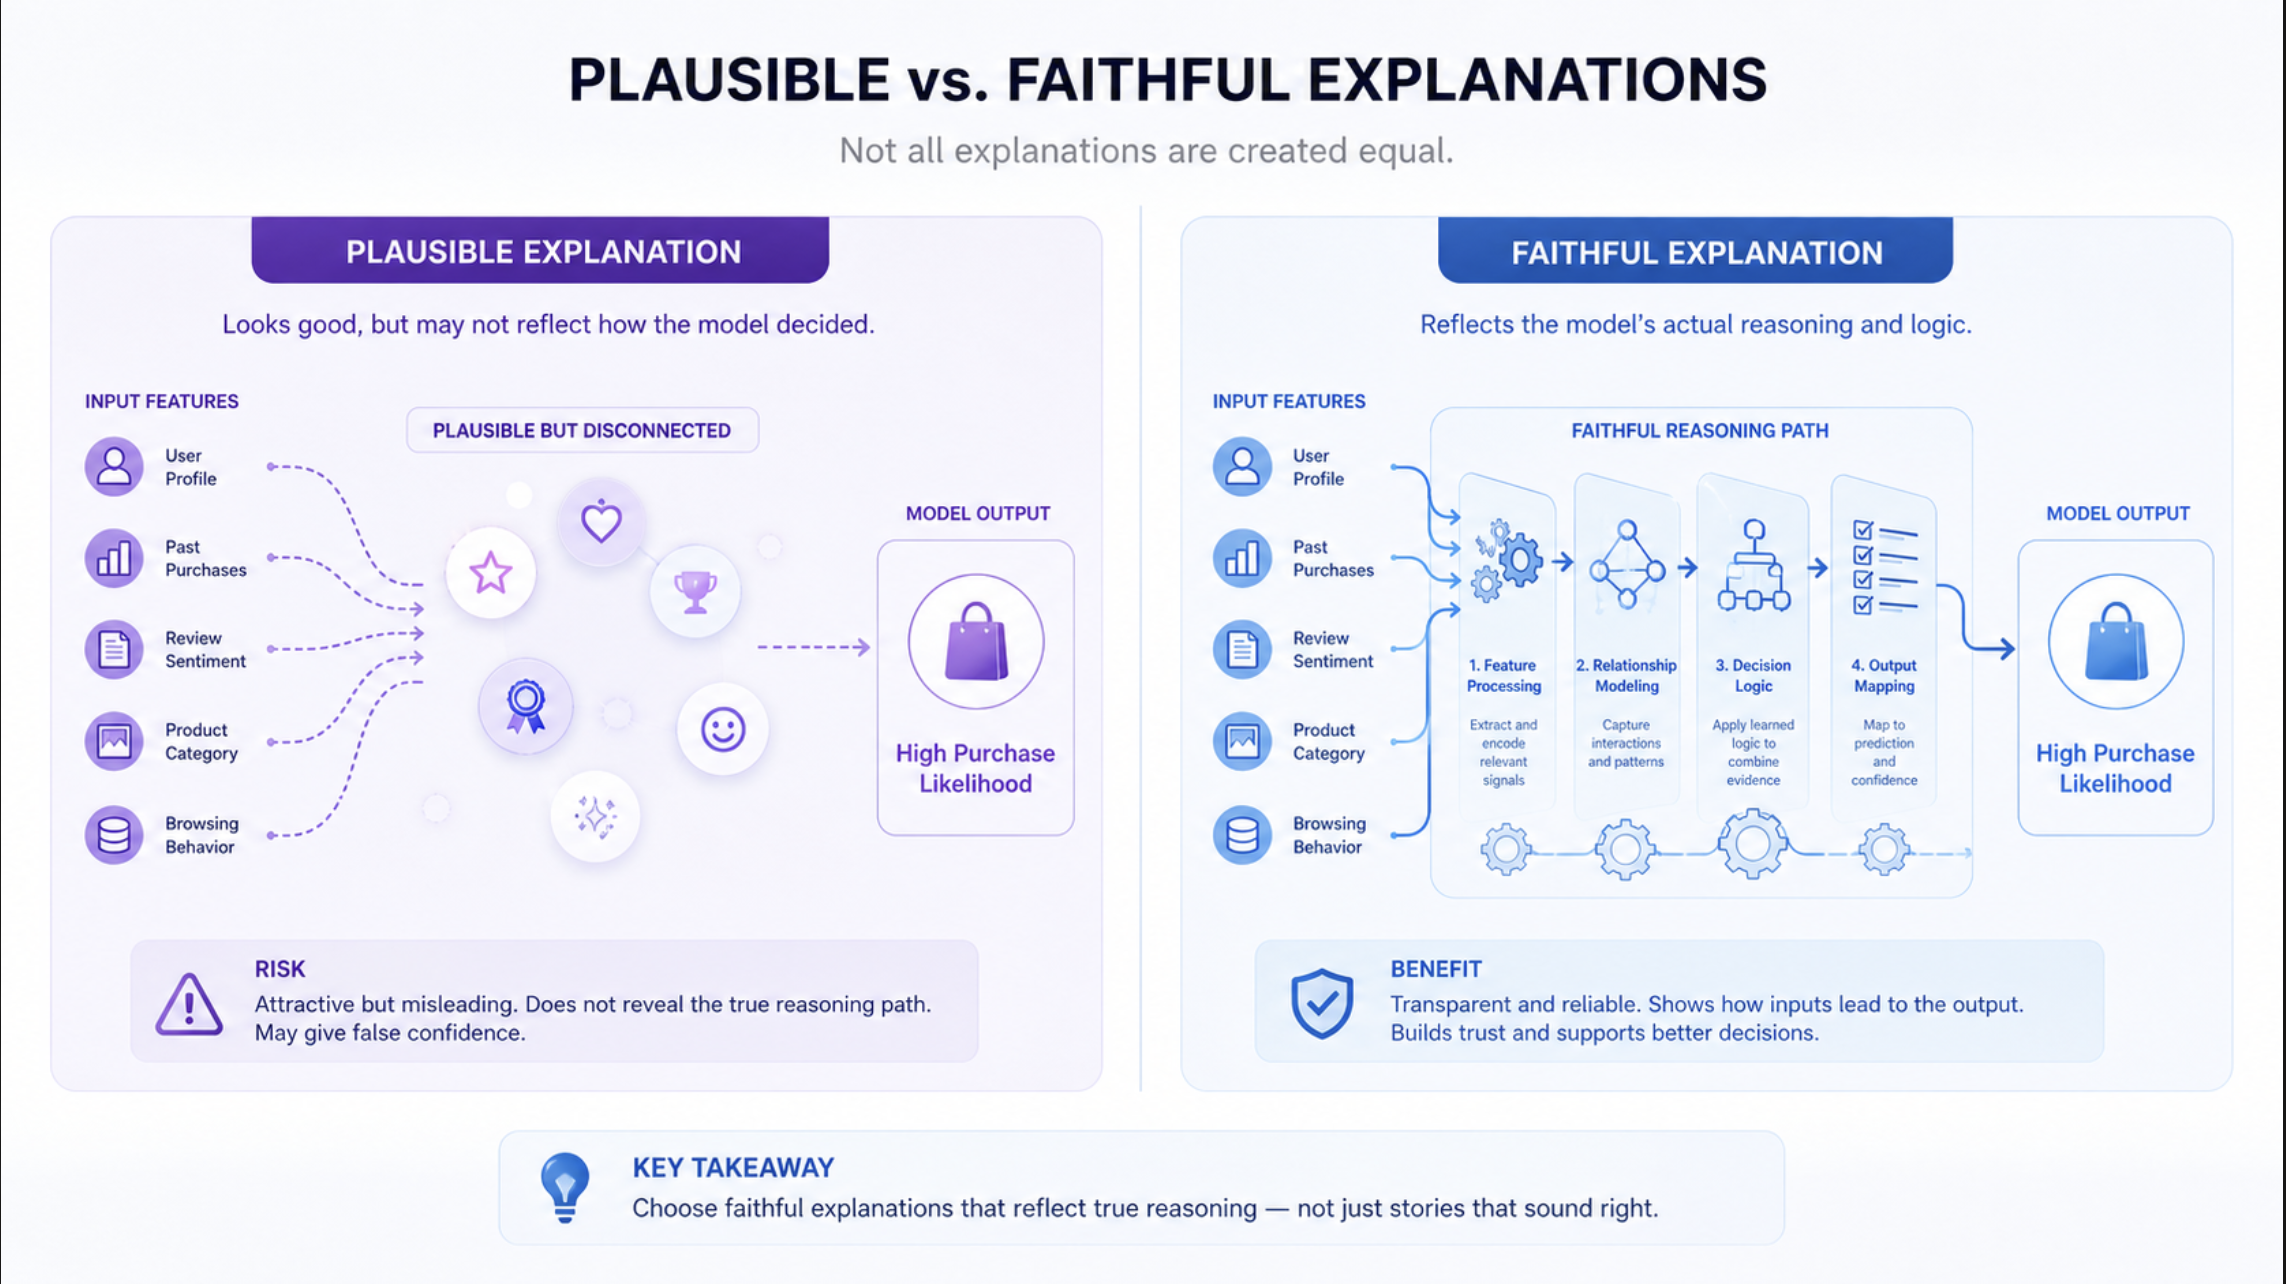 PLAUSIBLE vs. FAITHFUL EXPLANATIONS
Not all explanations are created equal.
PLAUSIBLE EXPLANATION
Looks good, but may not reflect how the model decided.
INPUT FEATURES
User
Profile
Past
Purchases
Review
Sentiment
Product
Category
Browsing
Behavior
PLAUSIBLE BUT DISCONNECTED
MODEL OUTPUT
High Purchase
Likelihood
RISK
Attractive but misleading. Does not reveal the true reasoning path.
May give false confidence.
FAITHFUL EXPLANATION
Reflects the model's actual reasoning and logic.
INPUT FEATURES
User
Profile
Past
Purchases
Review
Sentiment
Product
Category
Browsing
Behavior
FAITHFUL REASONING PATH
1. Feature
Processing
Extract and
encode
relevant
signals
2. Relationship
Modeling
Capture
interactions
and patterns
3. Decision
Logic
Apply learned
logic to
combine
evidence
4. Output
Mapping
Map to
prediction
and
confidence
MODEL OUTPUT
High Purchase
Likelihood
BENEFIT
Transparent and reliable. Shows how inputs lead to the output.
Builds trust and supports better decisions.
KEY TAKEAWAY
Choose faithful explanations that reflect true reasoning — not just stories that sound right.